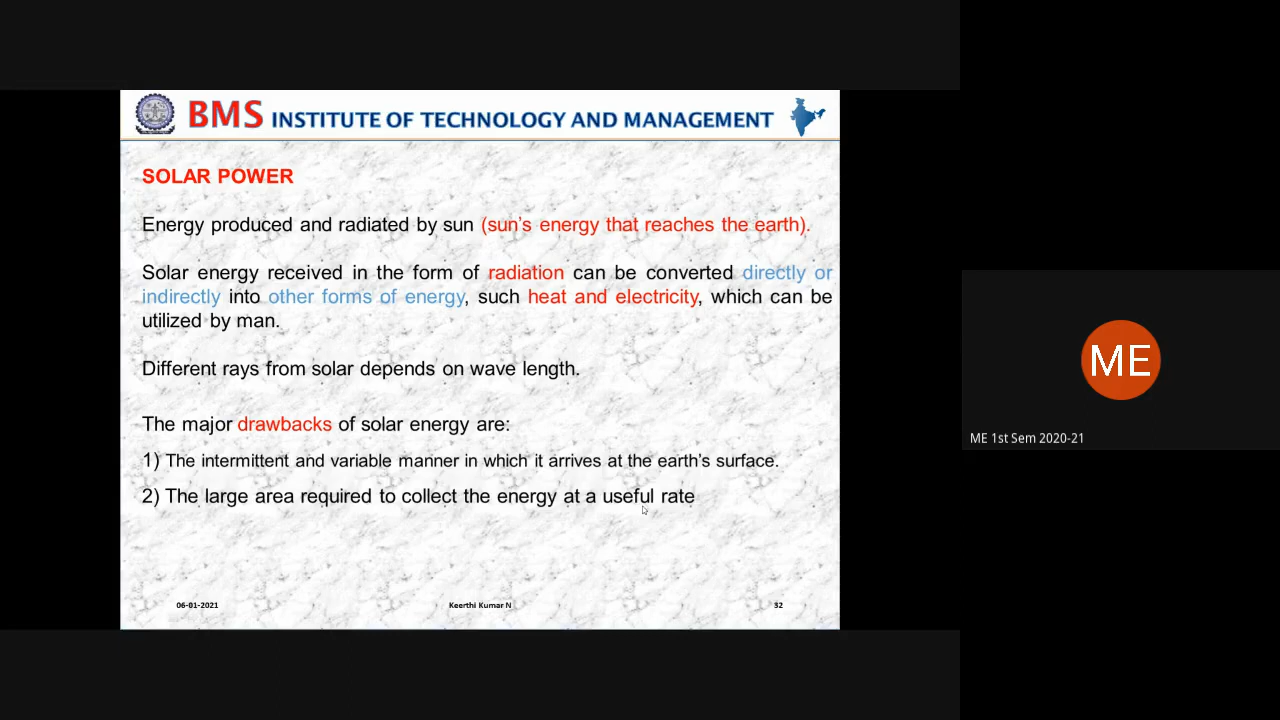 BMS INSTITUTE OF TECHNOLOGY AND MANAGEMENT
SOLAR POWER
Energy produced and radiated by sun (sun's energy that reaches the earth).
Solar energy received in the form of radiation can be converted directly or
indirectly into other forms of energy, such heat and electricity, which can be
utilized by man.
Different rays from solar depends on wave length.
The major drawbacks of solar energy are:
1) The intermittent and variable manner in which it arrives at the earth's surface.
2) The large area required to collect the energy at a useful rate
06-01-2021
Keerthi Kumar N
32
ME
ME 1st Sem 2020-21